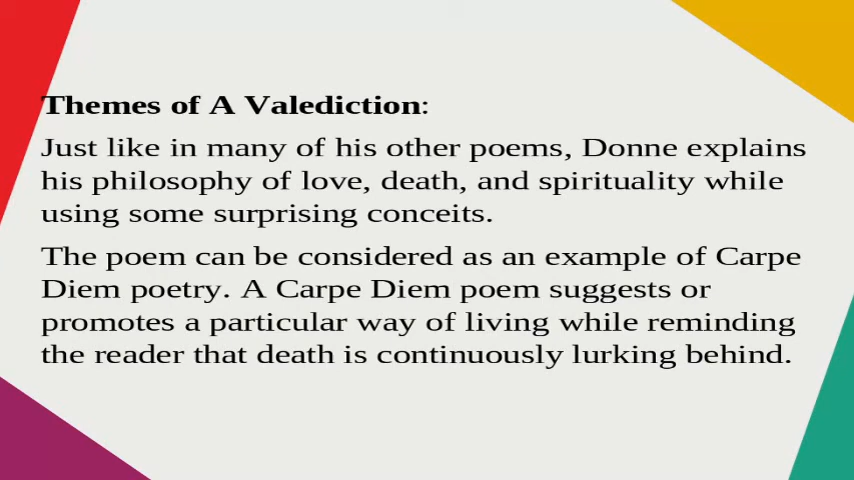 Themes of A Valediction:
Just like in many of his other poems, Donne explains
his philosophy of love, death, and spirituality while
using some surprising conceits.
The poem can be considered as an example of Carpe
Diem poetry. A Carpe Diem poem suggests or
promotes a particular way of living while reminding
the reader that death is continuously lurking behind.